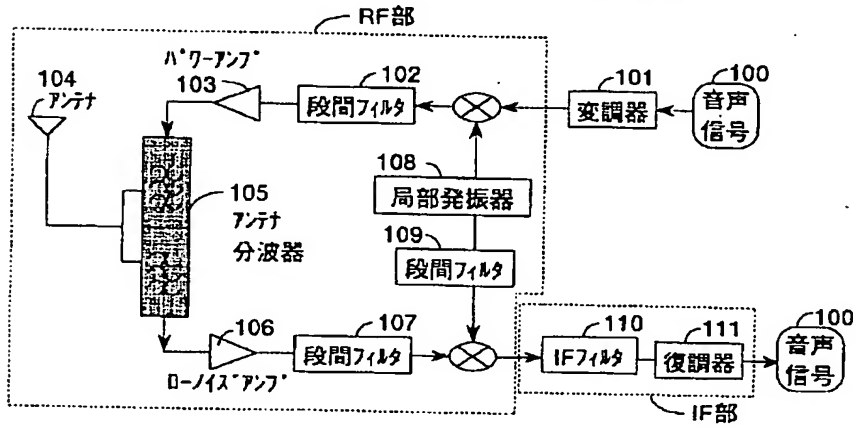 RF部
パワーアンプ
104
アンテナ
103
102
段間フィルタ
101
変調器
100
音声
信号
105
アンテナ
分波器
108
局部発振器
109
段間フィルタ
106
ローノイズアンプ
107
段間フィルタ
110
IFフィルタ
111
復調器
100
音声
信号
IF部